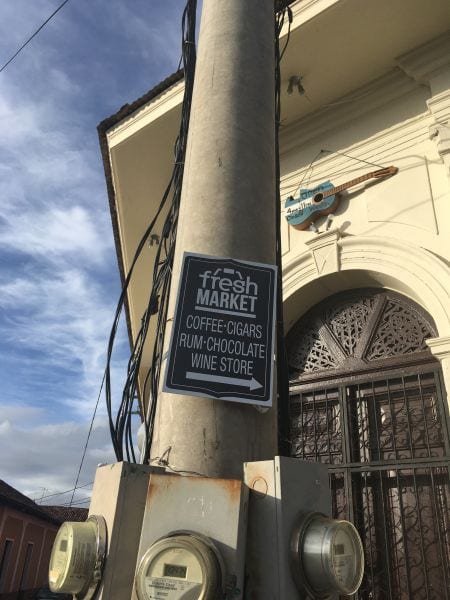 fresh
MARKET
COFFEE·CIGARS
RUM·CHOCOLATE
WINE STORE